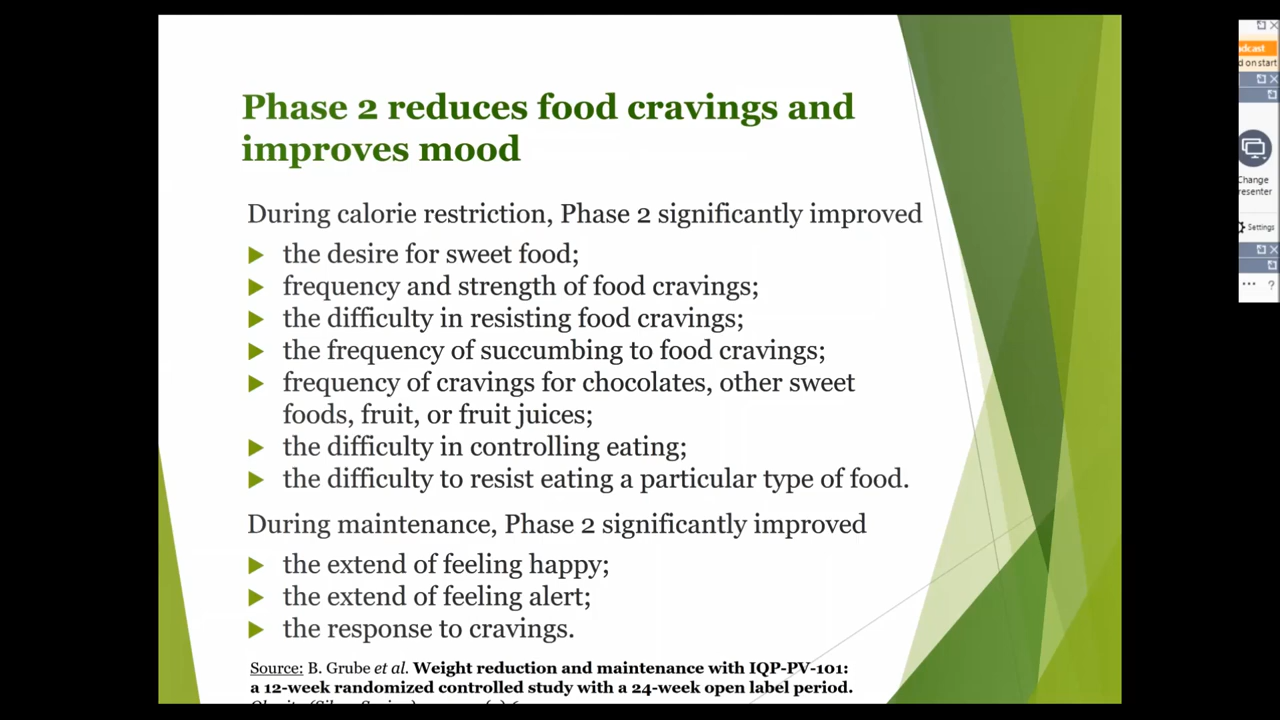 Phase 2 reduces food cravings and
improves mood
During calorie restriction, Phase 2 significantly improved
the desire for sweet food;
frequency and strength of food cravings;
the difficulty in resisting food cravings;
the frequency of succumbing to food cravings;
frequency of cravings for chocolates, other sweet
foods, fruit, or fruit juices;
the difficulty in controlling eating;
the difficulty to resist eating a particular type of food.
During maintenance, Phase 2 significantly improved
the extend of feeling happy;
the extend of feeling alert;
the response to cravings.
Source: B. Grube et al. Weight reduction and maintenance with IQP-PV-101:
a 12-week randomized controlled study with a 24-week open label period.
adcast
d on start
Change
resenter
Settings
... ?